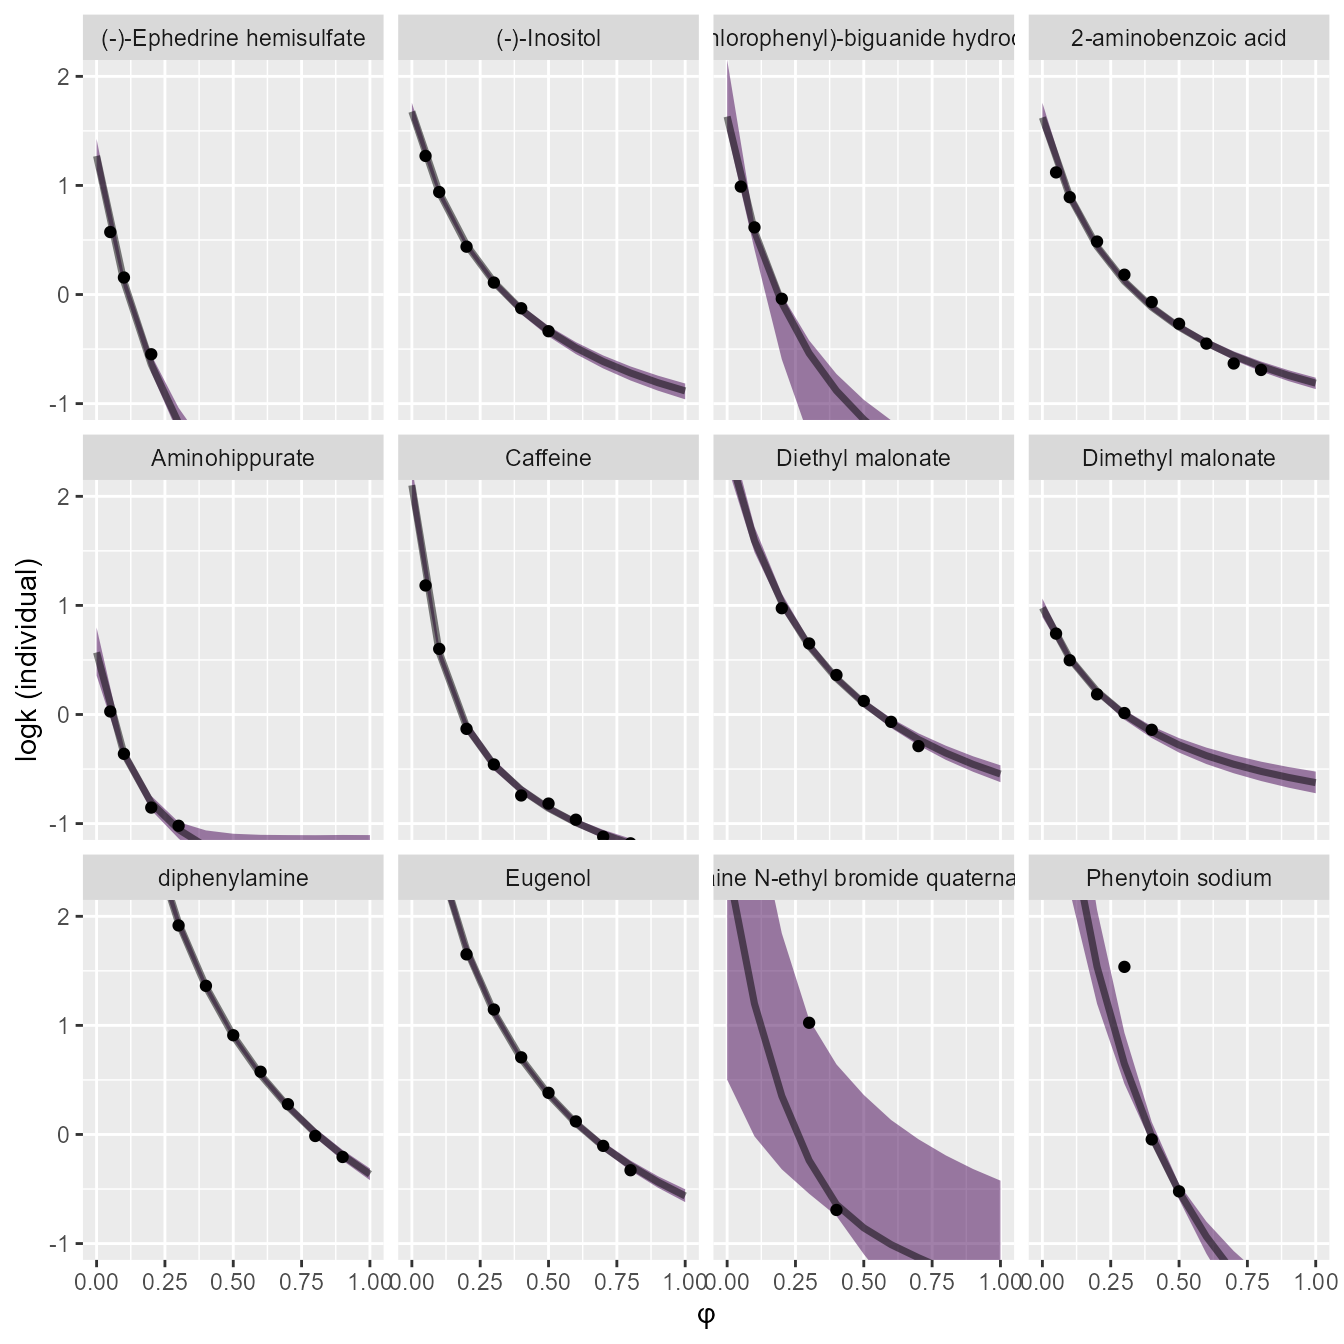 (-)-Ephedrine hemisulfate (-)-Inositol hlorophenyl)-biguanide hydroc 2-aminobenzoic acid
2
1
0
-1
Aminohippurate Caffeine Diethyl malonate Dimethyl malonate
2
1
0
-1
logk (individual)
diphenylamine Eugenol ine N-ethyl bromide quaterna Phenytoin sodium
2
1
0
-1
0.00 0.25 0.50 0.75 1.00 0.00 0.25 0.50 0.75 1.00 0.00 0.25 0.50 0.75 1.00 0.00 0.25 0.50 0.75 1.00
φ